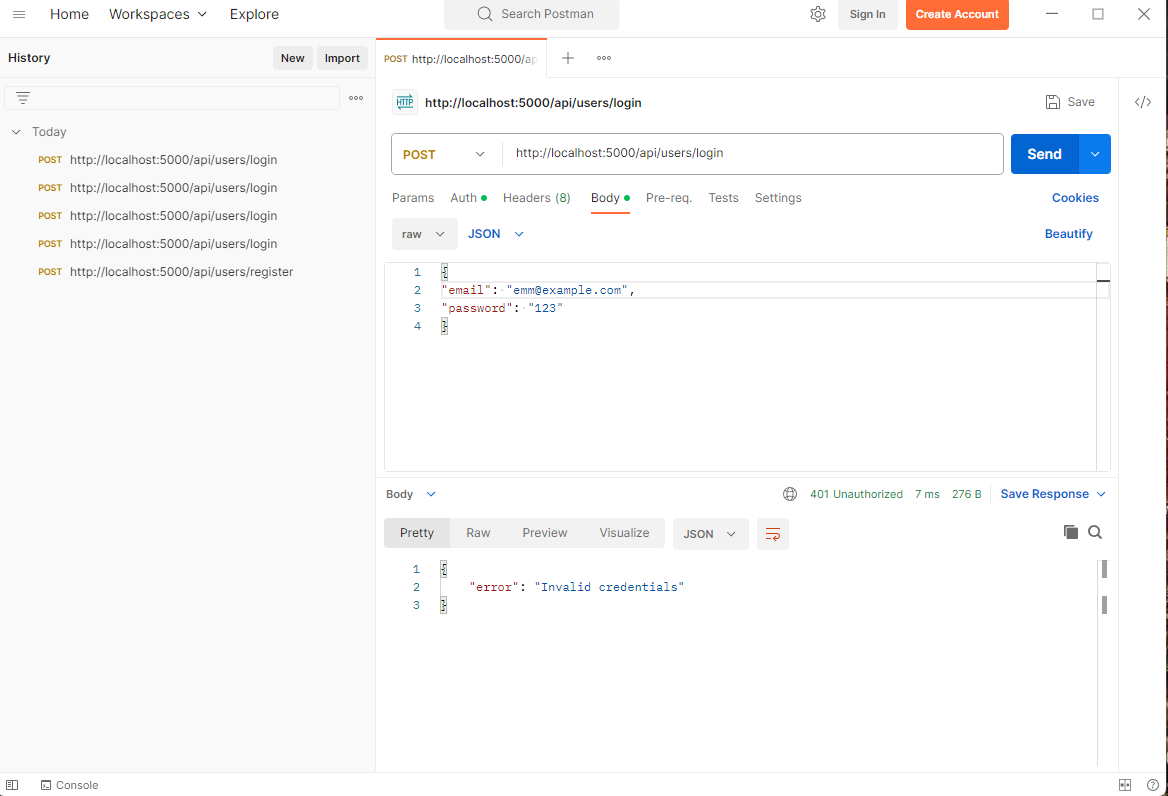 Home Workspaces Explore Search Postman Sign In Create Account
History New Import
POST http://localhost:5000/ap
HTTP http://localhost:5000/api/users/login Save </>
Today
POST http://localhost:5000/api/users/login
POST http://localhost:5000/api/users/login
POST http://localhost:5000/api/users/login
POST http://localhost:5000/api/users/login
POST http://localhost:5000/api/users/register
POST http://localhost:5000/api/users/login Send
Params Auth Headers (8) Body Pre-req. Tests Settings Cookies
raw JSON Beautify
1 {
2 "email": "emm@example.com",
3 "password": "123"
4 }
Body 401 Unauthorized 7 ms 276 B Save Response
Pretty Raw Preview Visualize JSON
1 {
2 "error": "Invalid credentials"
3 }
Console